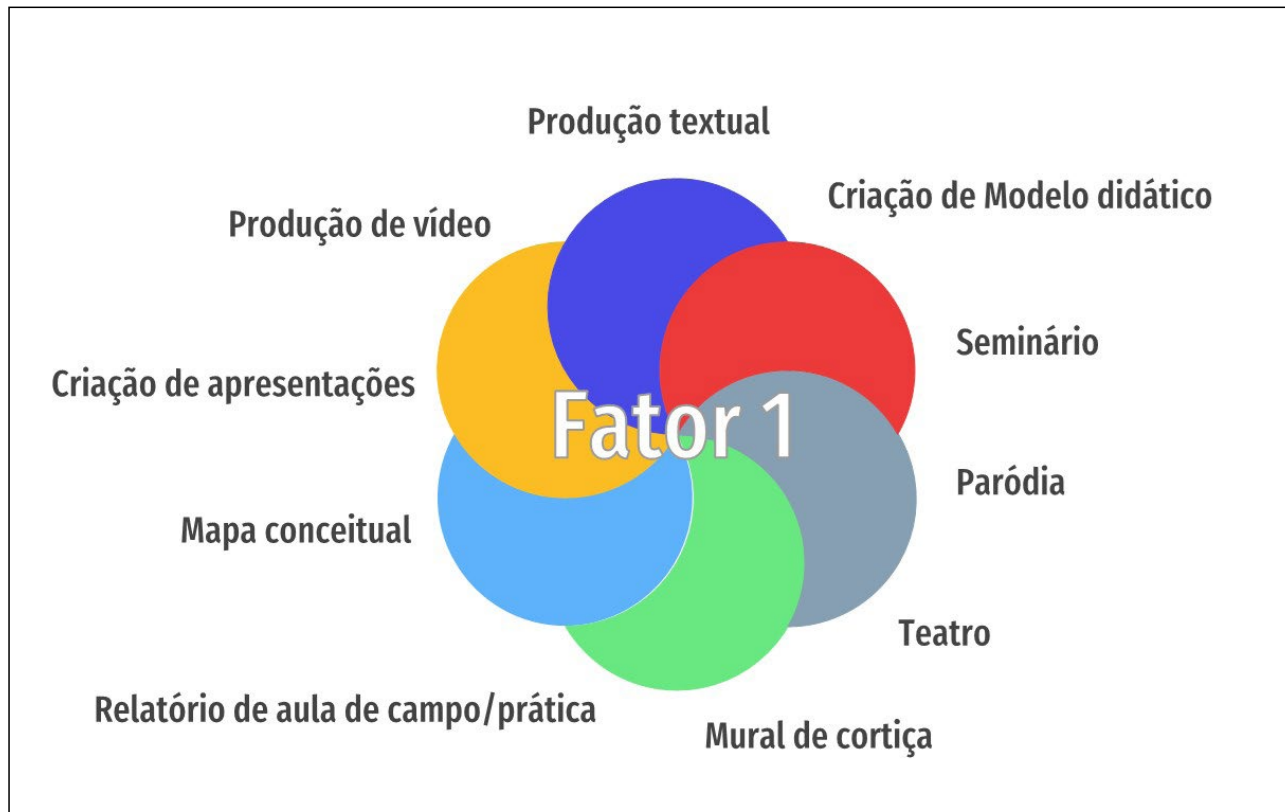 Produção textual
Criação de Modelo didático
Produção de vídeo
Seminário
Criação de apresentações
Fator 1
Paródia
Mapa conceitual
Teatro
Relatório de aula de campo/prática
Mural de cortiça